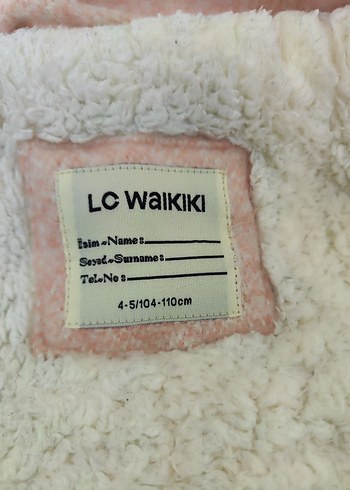 LC WAIKIKI
İsim~Name:
Soyad~Surname:
Tel.No:
4-5/104-110cm